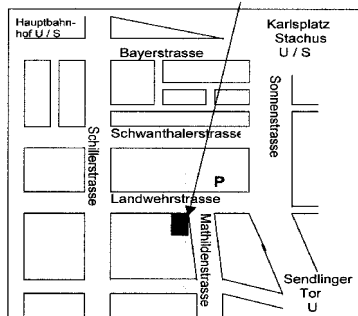 Hauptbahn-
hof U / S
Karlsplatz
Stachus
U / S
Bayerstrasse
Sonnenstrasse
Schillerstrasse
Schwanthalerstrasse
P
Landwehrstrasse
Mathildenstrasse
Sendlinger
Tor
U